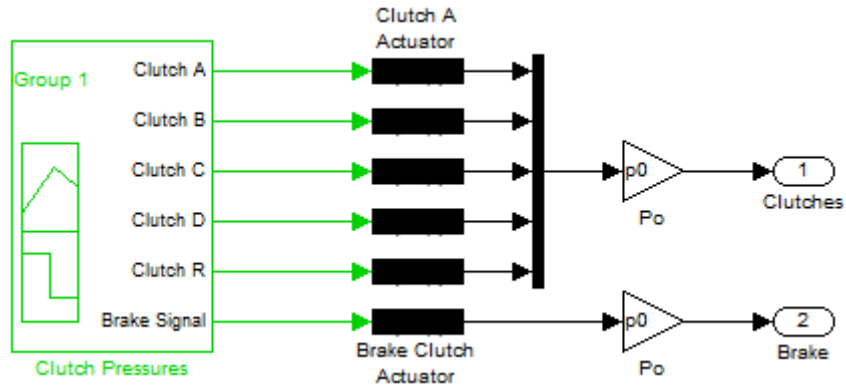 Clutch A
Actuator
Group 1
Clutch A
Clutch B
Clutch C
Clutch D
Clutch R
Brake Signal
Clutch Pressures
Brake Clutch
Actuator
p0
Po
1
Clutches
p0
Po
2
Brake